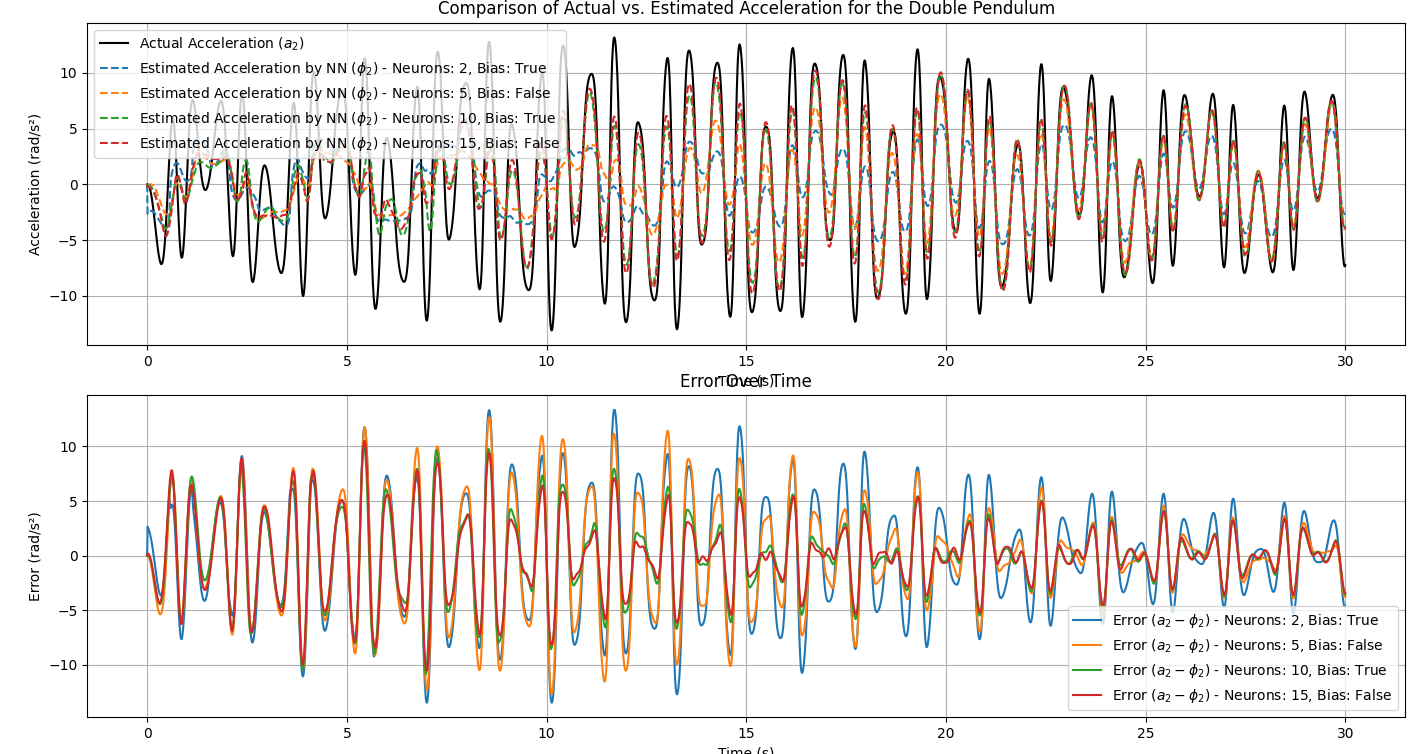 Comparison of Actual vs. Estimated Acceleration for the Double Pendulum
Acceleration (rad/s²)
10
5
0
−5
−10
Actual Acceleration (a₂)
Estimated Acceleration by NN (ϕ₂) - Neurons: 2, Bias: True
Estimated Acceleration by NN (ϕ₂) - Neurons: 5, Bias: False
Estimated Acceleration by NN (ϕ₂) - Neurons: 10, Bias: True
Estimated Acceleration by NN (ϕ₂) - Neurons: 15, Bias: False
0 5 10 15 20 25 30
Time (s)
Error Over Time
Error (rad/s²)
10
5
0
−5
−10
Error (a₂ − ϕ₂) - Neurons: 2, Bias: True
Error (a₂ − ϕ₂) - Neurons: 5, Bias: False
Error (a₂ − ϕ₂) - Neurons: 10, Bias: True
Error (a₂ − ϕ₂) - Neurons: 15, Bias: False
0 5 10 15 20 25 30
Time (s)